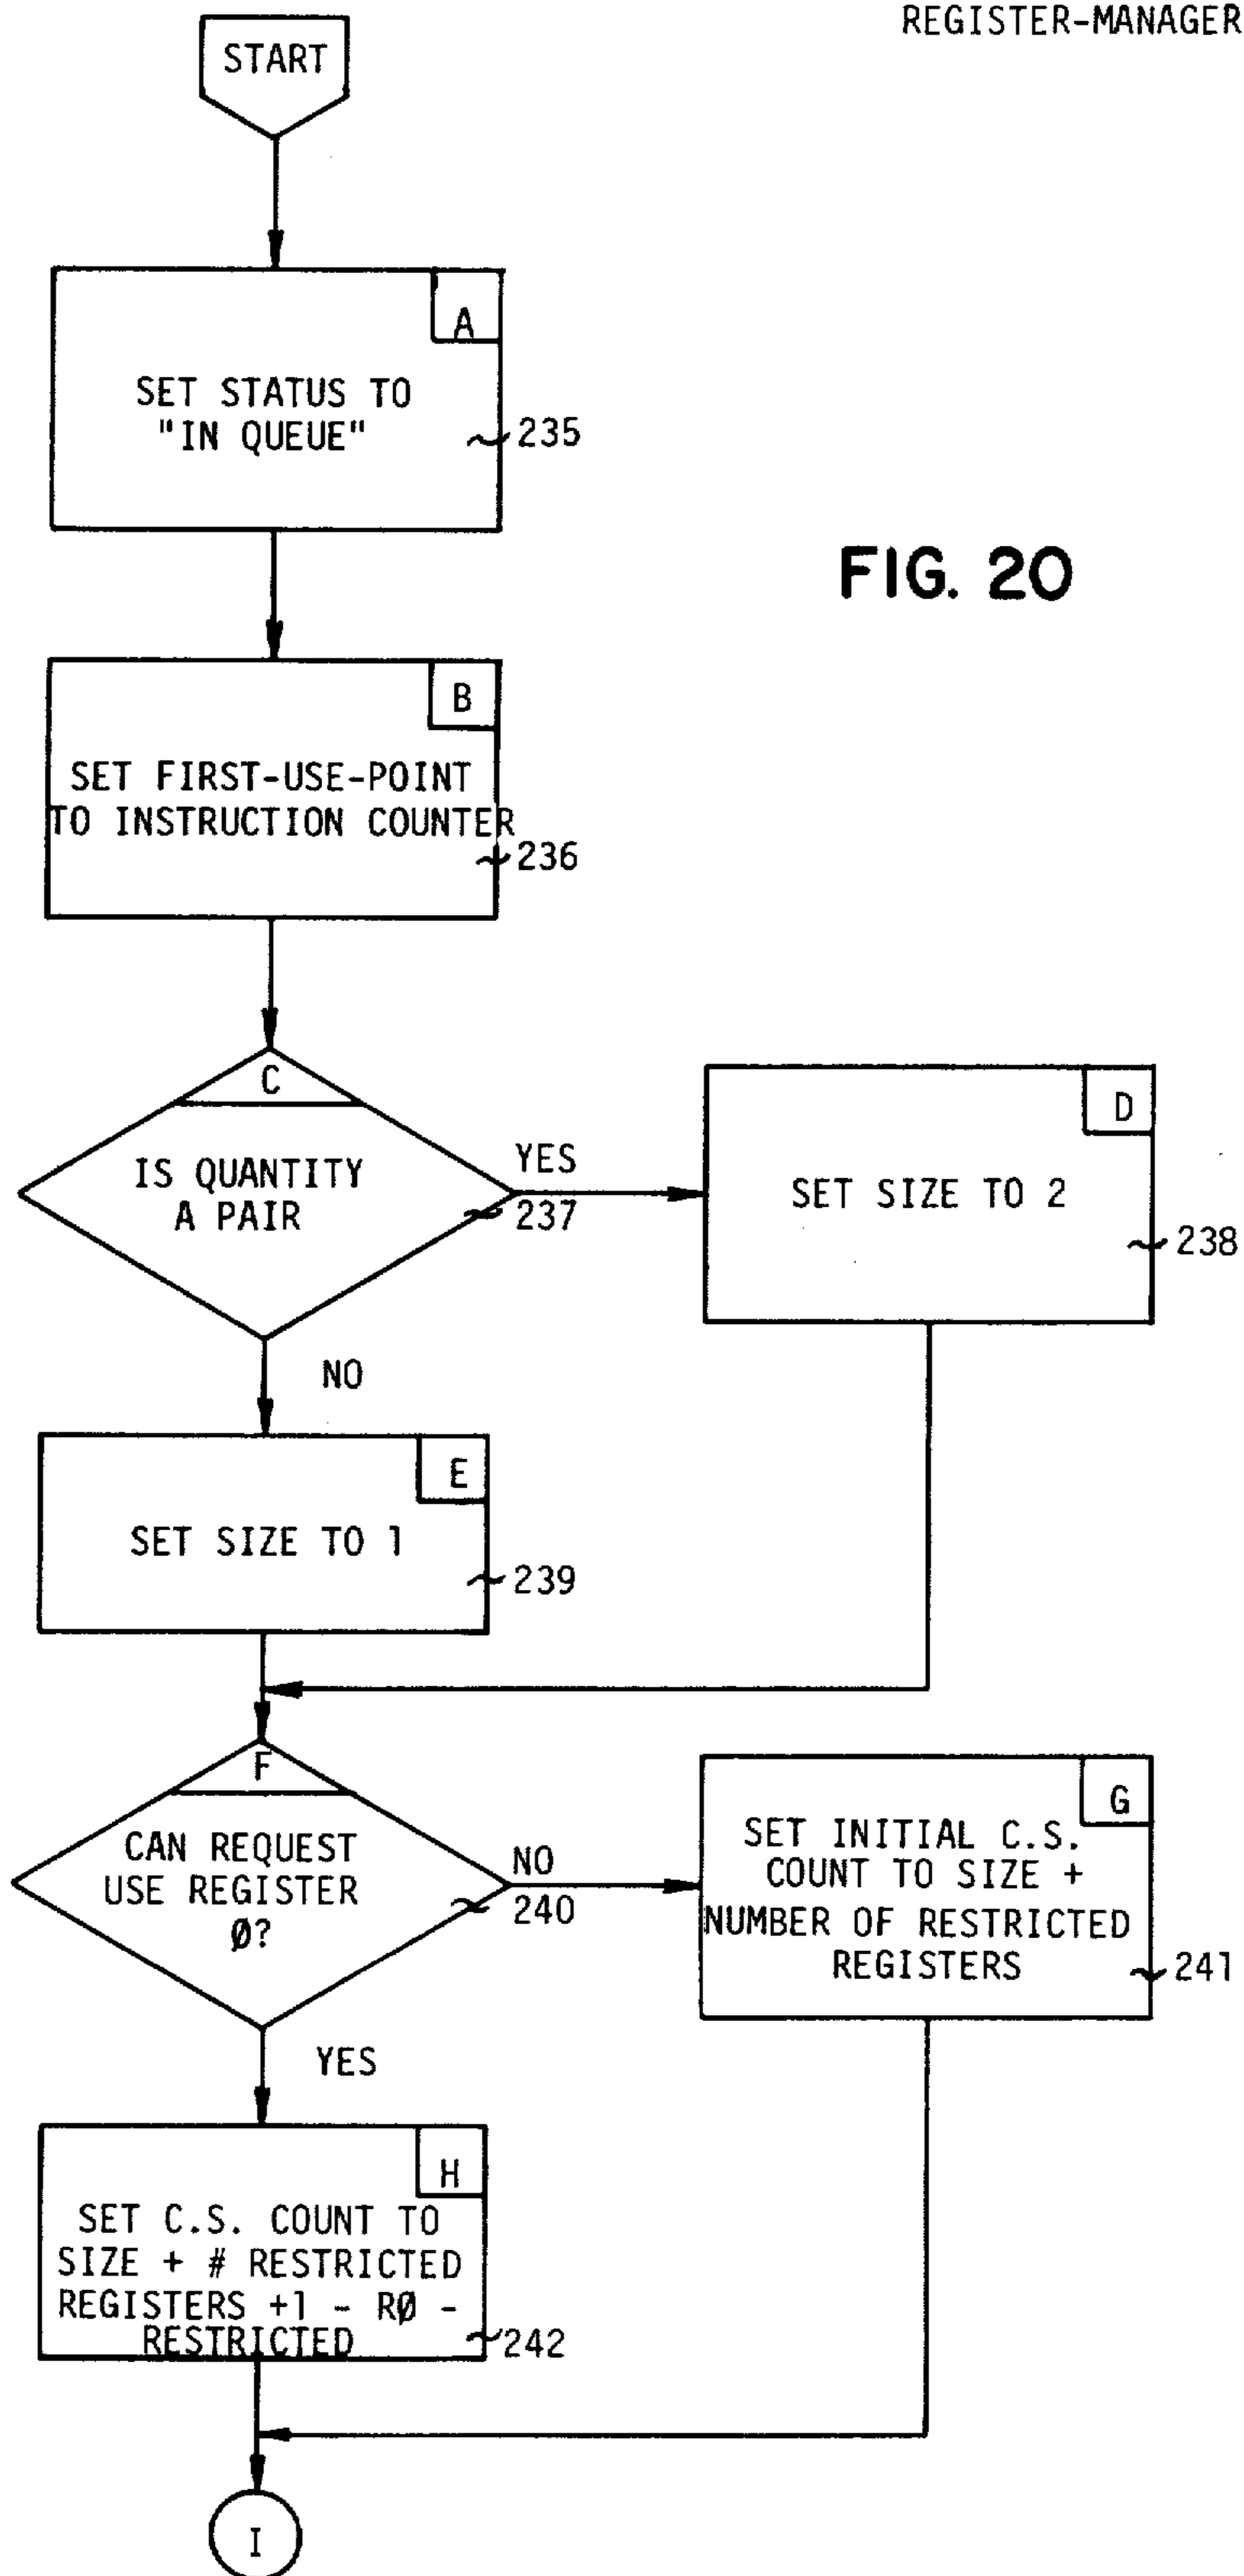 REGISTER-MANAGER
START
A
SET STATUS TO
"IN QUEUE"
235
FIG. 20
B
SET FIRST-USE-POINT
TO INSTRUCTION COUNTER
236
C
IS QUANTITY
A PAIR
237
YES
D
SET SIZE TO 2
238
NO
E
SET SIZE TO 1
239
F
CAN REQUEST
USE REGISTER
Ø?
240
NO
G
SET INITIAL C.S.
COUNT TO SIZE +
NUMBER OF RESTRICTED
REGISTERS
241
YES
H
SET C.S. COUNT TO
SIZE + # RESTRICTED
REGISTERS +1 - RØ -
RESTRICTED
242
I